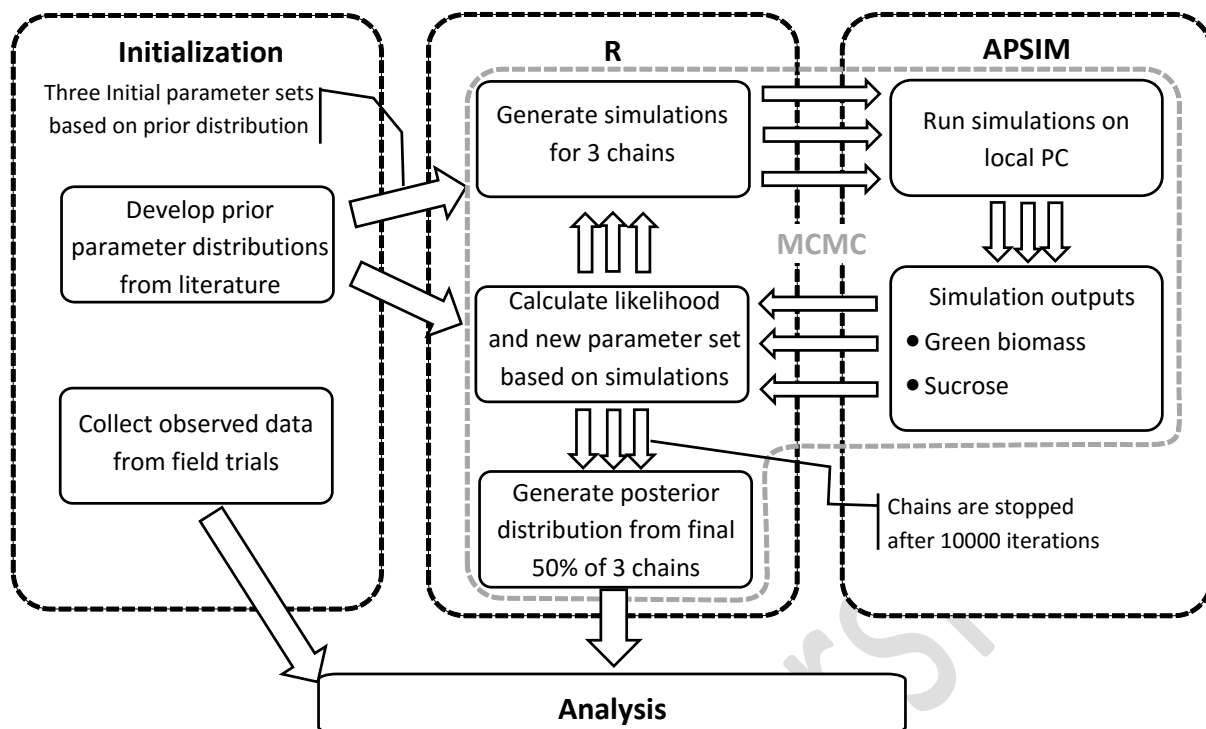 Initialization
Three Initial parameter sets
based on prior distribution
Develop prior
parameter distributions
from literature
Collect observed data
from field trials
R
Generate simulations
for 3 chains
Calculate likelihood
and new parameter set
based on simulations
Generate posterior
distribution from final
50% of 3 chains
MCMC
APSIM
Run simulations on
local PC
Simulation outputs
● Green biomass
● Sucrose
Chains are stopped
after 10000 iterations
Analysis